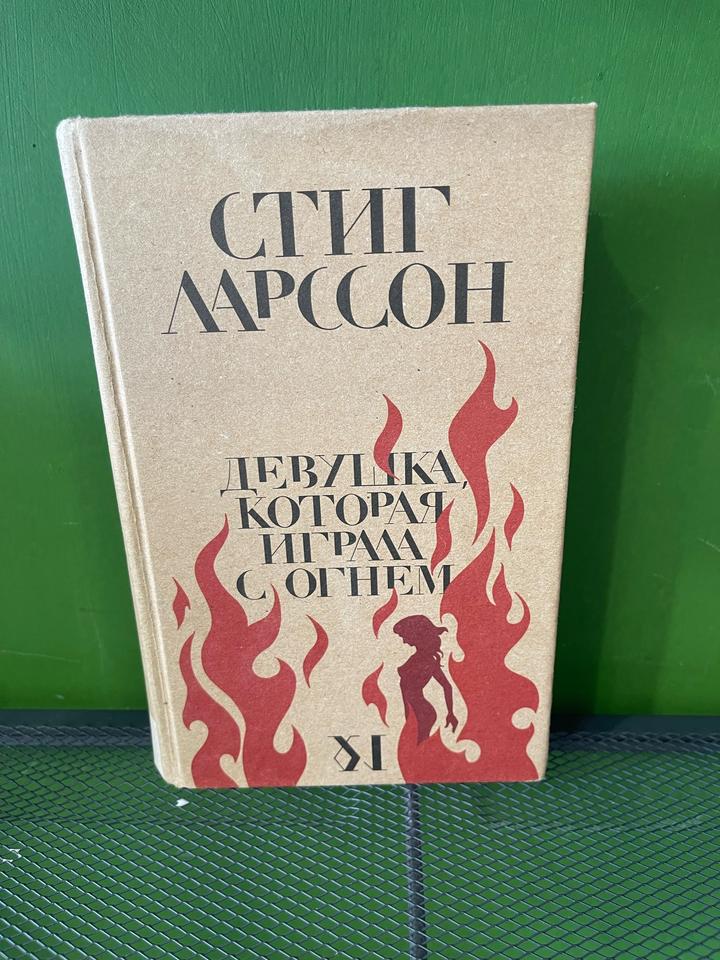 СТИГ
ЛАРССОН
ДЕВУШКА,
КОТОРАЯ
ИГРАЛА
С ОГНЕМ